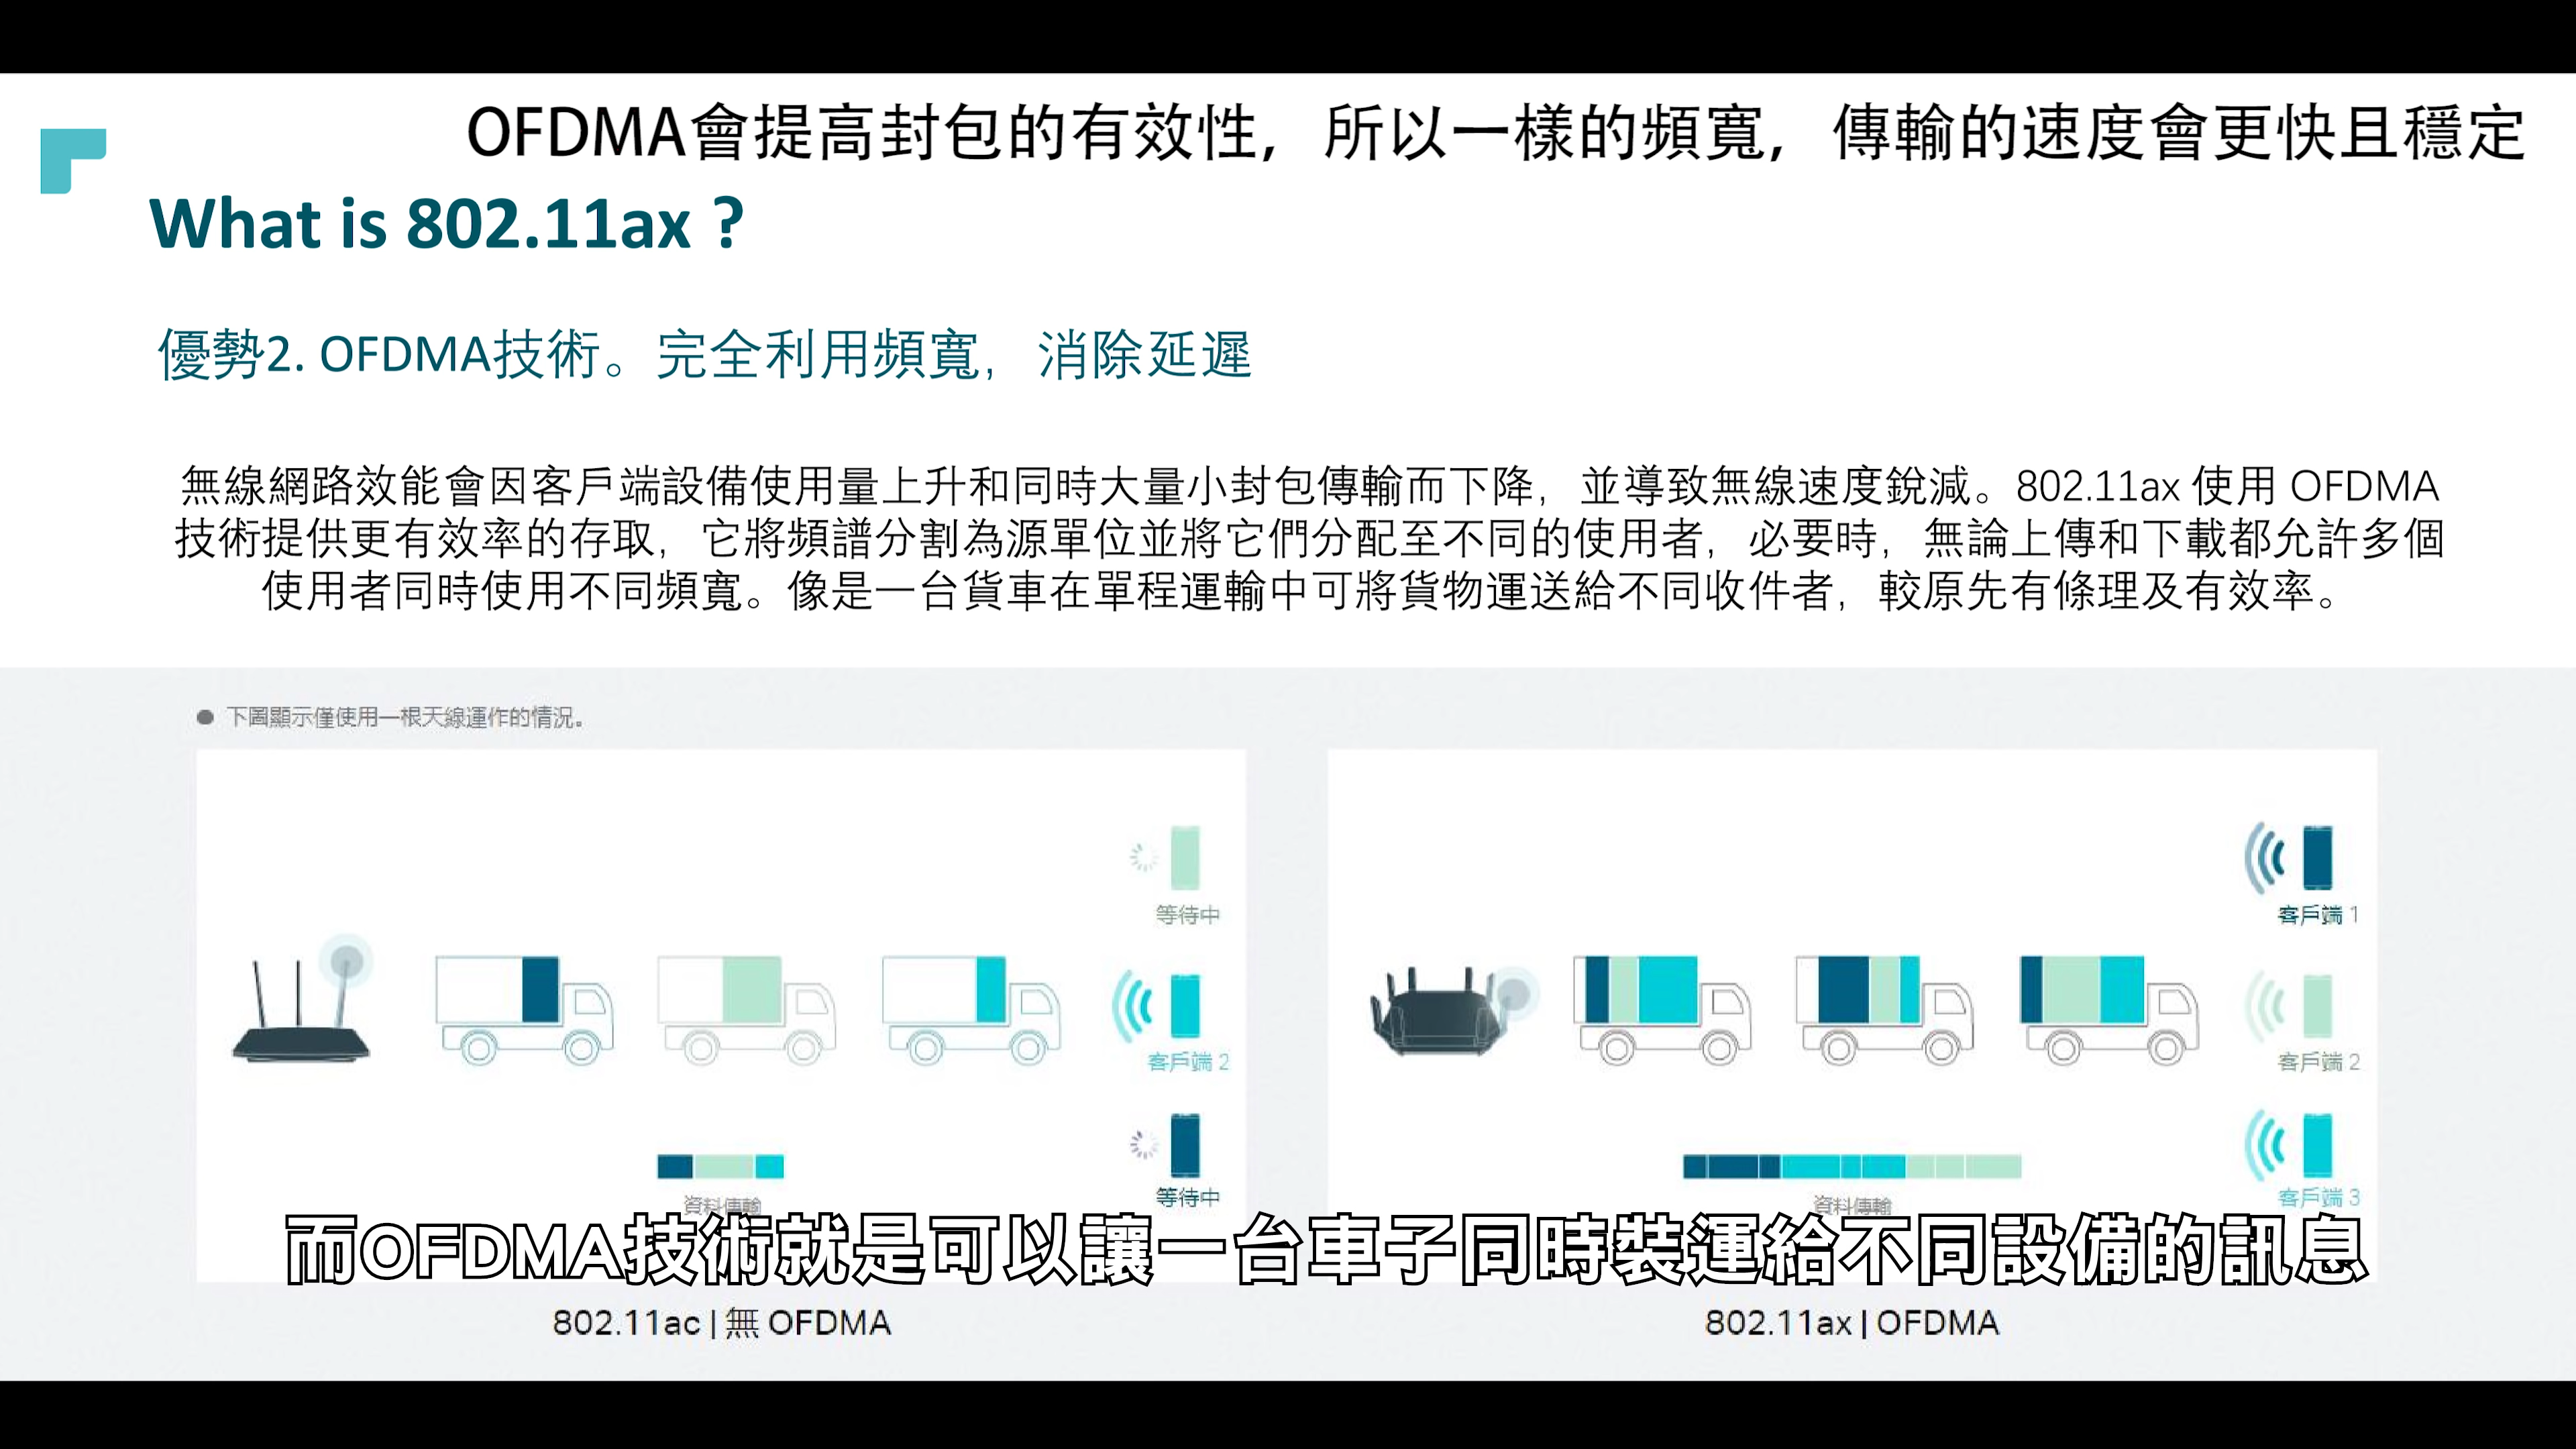 OFDMA會提高封包的有效性，所以一樣的頻寬，傳輸的速度會更快且穩定
What is 802.11ax ?
優勢2. OFDMA技術。完全利用頻寬，消除延遲
無線網路效能會因客戶端設備使用量上升和同時大量小封包傳輸而下降，並導致無線速度銳減。802.11ax 使用 OFDMA
技術提供更有效率的存取，它將頻譜分割為源單位並將它們分配至不同的使用者，必要時，無論上傳和下載都允許多個
使用者同時使用不同頻寬。像是一台貨車在單程運輸中可將貨物運送給不同收件者，較原先有條理及有效率。
● 下圖顯示僅使用一根天線運作的情況。
等待中
客戶端 2
等待中
資料傳輸
802.11ac | 無 OFDMA
客戶端 1
客戶端 2
客戶端 3
資料傳輸
802.11ax | OFDMA
而OFDMA技術就是可以讓一台車子同時裝運給不同設備的訊息